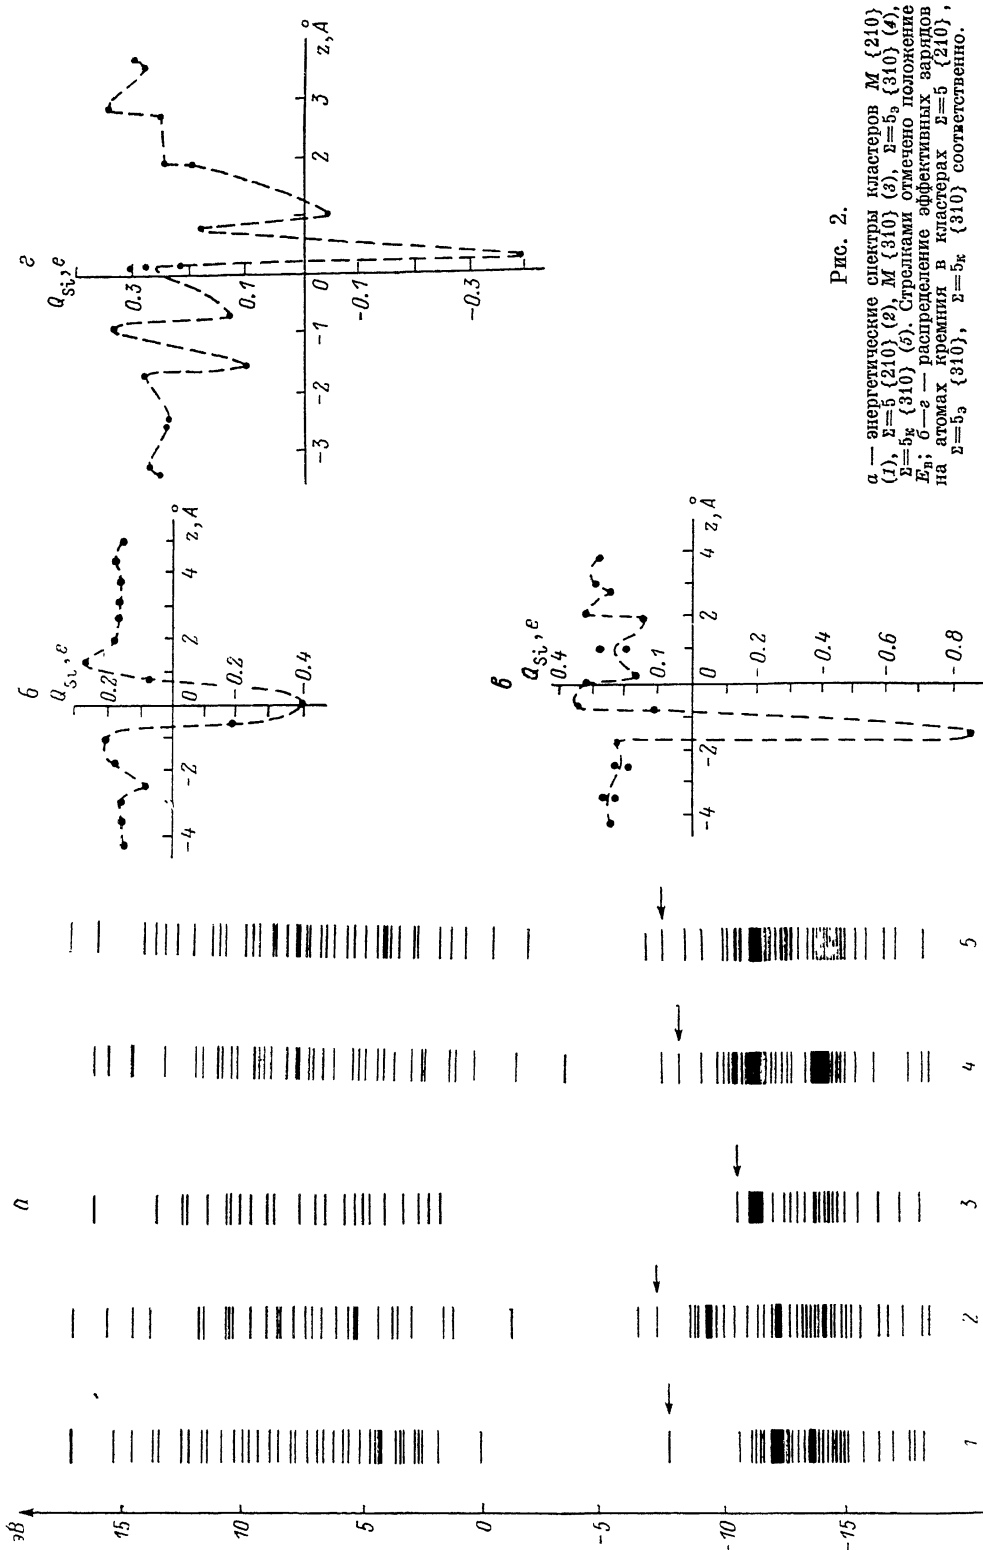 эВ
15
10
5
0
-5
-10
-15
а
1
2
3
4
5
б
Q_Si, e
0.2
0
-0.2
-0.4
-4
-2
2
4
z, Å
в
Q_Si, e
0.4
0.1
0
-0.2
-0.4
-0.6
-0.8
-4
-2
2
4
z, Å
г
Q_Si, e
0.3
0.1
0
-0.1
-0.3
-3
-2
-1
2
3
z, Å
Рис. 2.
а — энергетические спектры кластеров M {210}
(1), Σ=5 {210} (2), M {310} (3), Σ=5э {310} (4),
Σ=5к {310} (5). Стрелками отмечено положение
Eв; б—г — распределение эффективных зарядов
на атомах кремния в кластерах Σ=5 {210},
Σ=5э {310}, Σ=5к {310} соответственно.